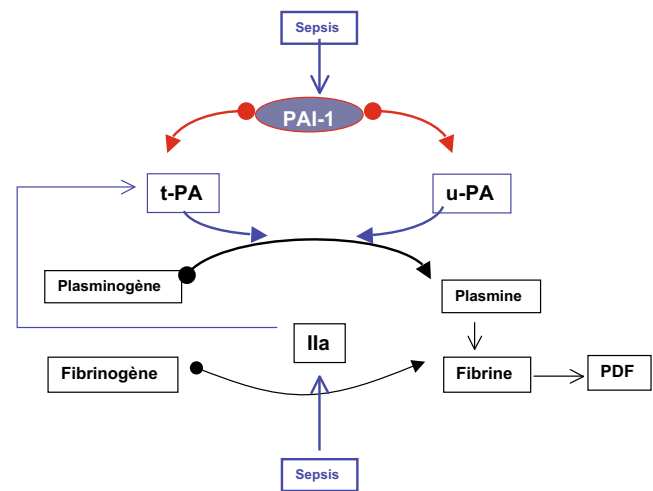 Sepsis
PAI-1
t-PA
u-PA
Plasminogène
Plasmine
IIa
Fibrinogène
Fibrine
PDF
Sepsis